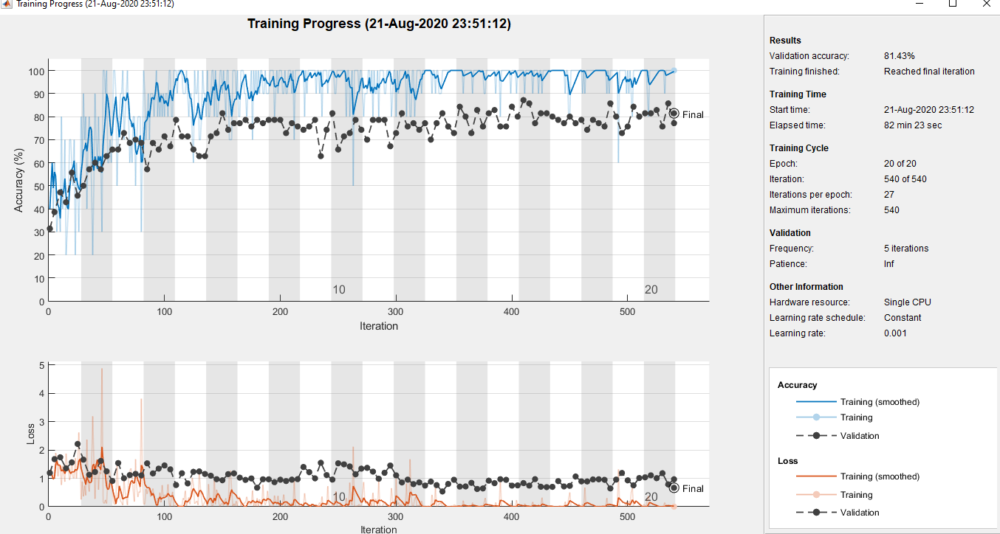 Training Progress (21-Aug-2020 23:51:12)
Training Progress (21-Aug-2020 23:51:12)
Accuracy (%)
100
90
80
70
60
50
40
30
20
10
0
Final
10
20
0 100 200 300 400 500
Iteration
Loss
5
4
3
2
1
0
Final
10
20
0 100 200 300 400 500
Iteration
Results
Validation accuracy: 81.43%
Training finished: Reached final iteration
Training Time
Start time: 21-Aug-2020 23:51:12
Elapsed time: 82 min 23 sec
Training Cycle
Epoch: 20 of 20
Iteration: 540 of 540
Iterations per epoch: 27
Maximum iterations: 540
Validation
Frequency: 5 iterations
Patience: Inf
Other Information
Hardware resource: Single CPU
Learning rate schedule: Constant
Learning rate: 0.001
Accuracy
Training (smoothed)
Training
Validation
Loss
Training (smoothed)
Training
Validation